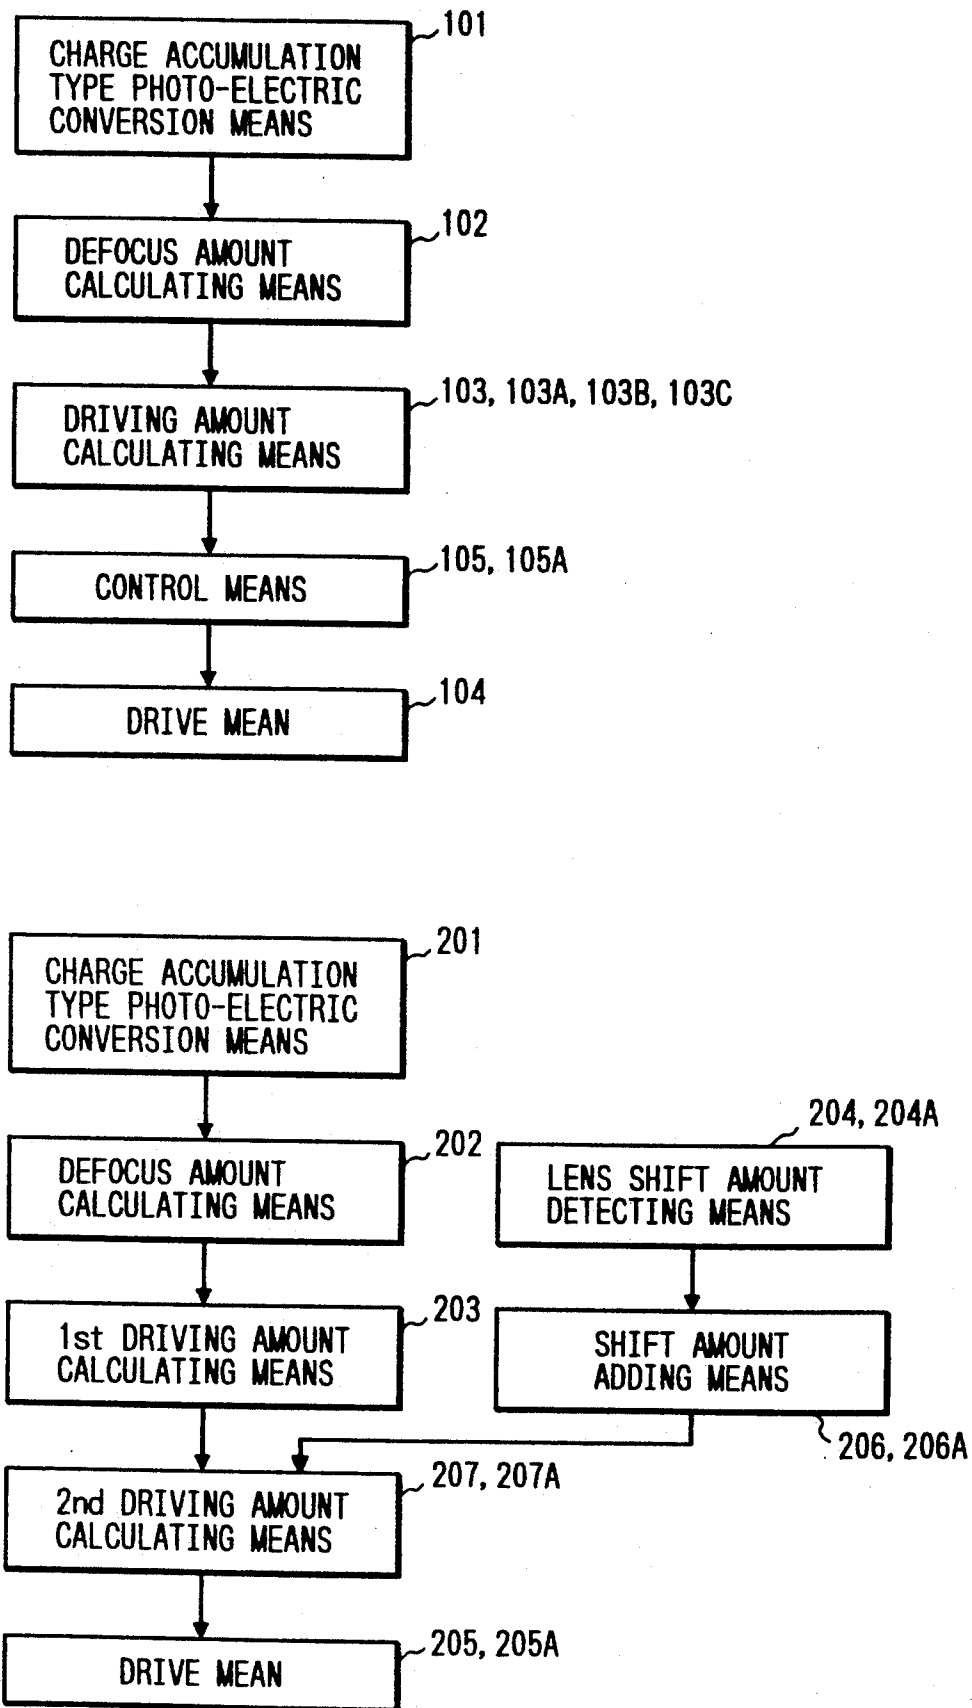 101
CHARGE ACCUMULATION
TYPE PHOTO-ELECTRIC
CONVERSION MEANS
102
DEFOCUS AMOUNT
CALCULATING MEANS
103, 103A, 103B, 103C
DRIVING AMOUNT
CALCULATING MEANS
105, 105A
CONTROL MEANS
104
DRIVE MEAN
201
CHARGE ACCUMULATION
TYPE PHOTO-ELECTRIC
CONVERSION MEANS
202
DEFOCUS AMOUNT
CALCULATING MEANS
204, 204A
LENS SHIFT AMOUNT
DETECTING MEANS
203
1st DRIVING AMOUNT
CALCULATING MEANS
SHIFT AMOUNT
ADDING MEANS
206, 206A
207, 207A
2nd DRIVING AMOUNT
CALCULATING MEANS
205, 205A
DRIVE MEAN